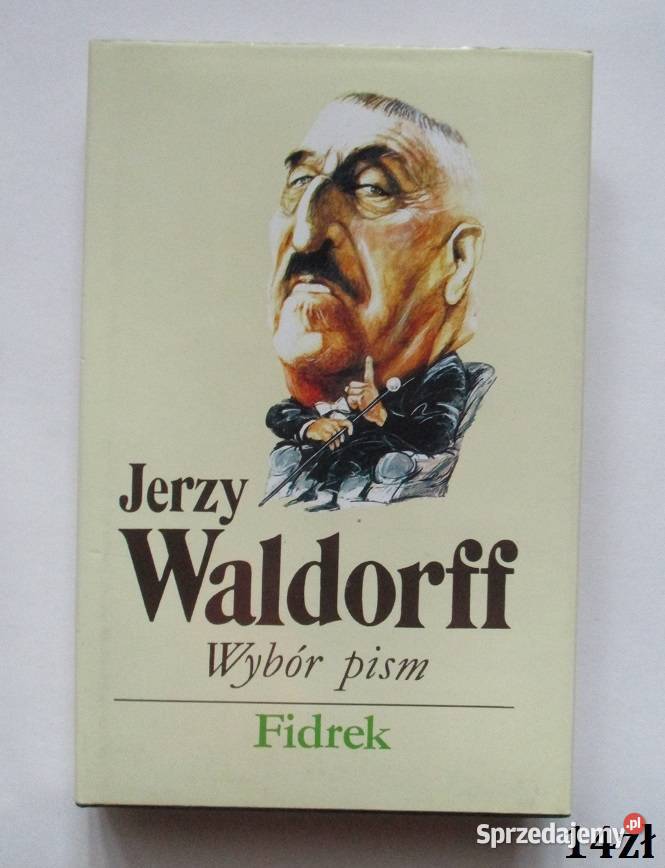 Jerzy
Waldorff
Wybór pism
Fidrek
Sprzedajemy.pl
14zł